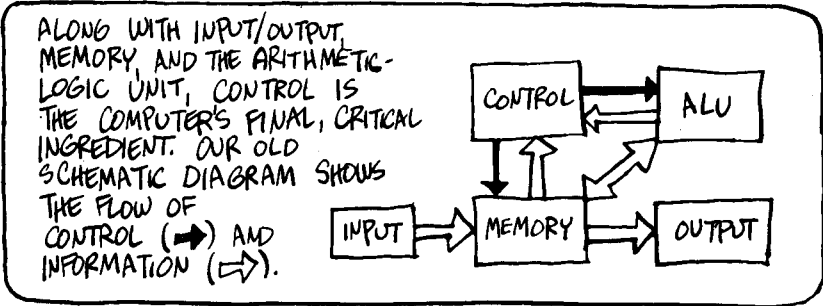 ALONG WITH INPUT/OUTPUT,
MEMORY, AND THE ARITHMETIC-
LOGIC UNIT, CONTROL IS
THE COMPUTER'S FINAL, CRITICAL
INGREDIENT. OUR OLD
SCHEMATIC DIAGRAM SHOWS
THE FLOW OF
CONTROL (➡) AND
INFORMATION (⇨).
CONTROL
ALU
INPUT
MEMORY
OUTPUT